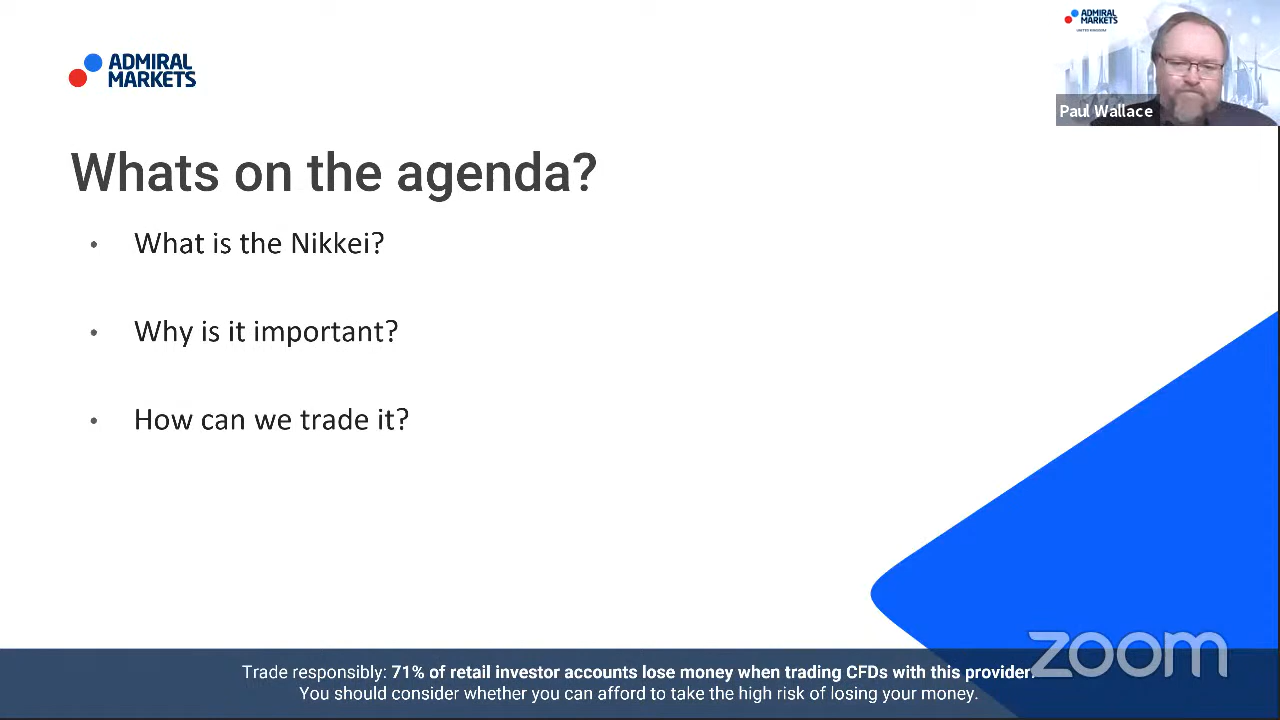 ADMIRAL
MARKETS
ADMIRAL
MARKETS
UNITED KINGDOM
Paul Wallace
Whats on the agenda?
• What is the Nikkei?
• Why is it important?
• How can we trade it?
zoom
Trade responsibly: 71% of retail investor accounts lose money when trading CFDs with this provider.
You should consider whether you can afford to take the high risk of losing your money.